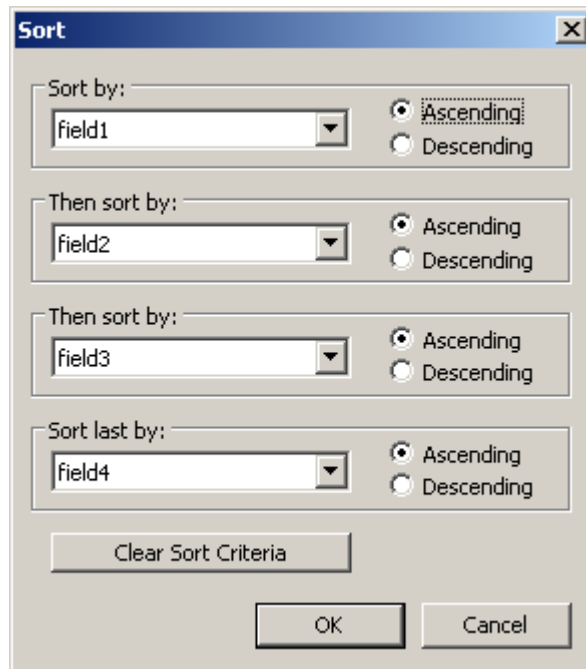 Sort
Sort by:
field1
Ascending
Descending
Then sort by:
field2
Ascending
Descending
Then sort by:
field3
Ascending
Descending
Sort last by:
field4
Ascending
Descending
Clear Sort Criteria
OK
Cancel